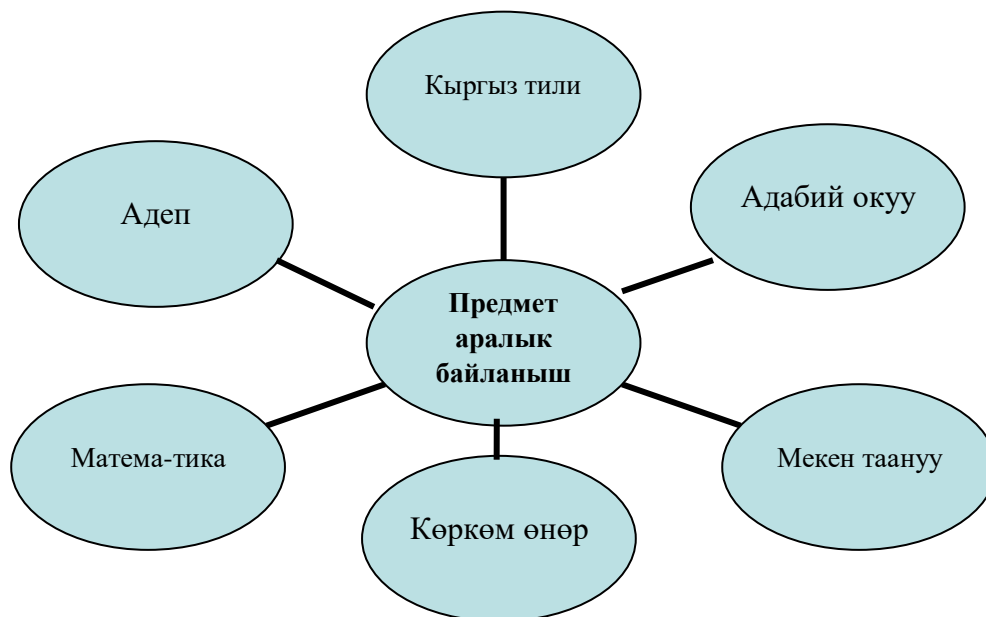 Кыргыз тили
Адеп
Адабий окуу
Предмет
аралык
байланыш
Матема-тика
Мекен таануу
Көркөм өнөр